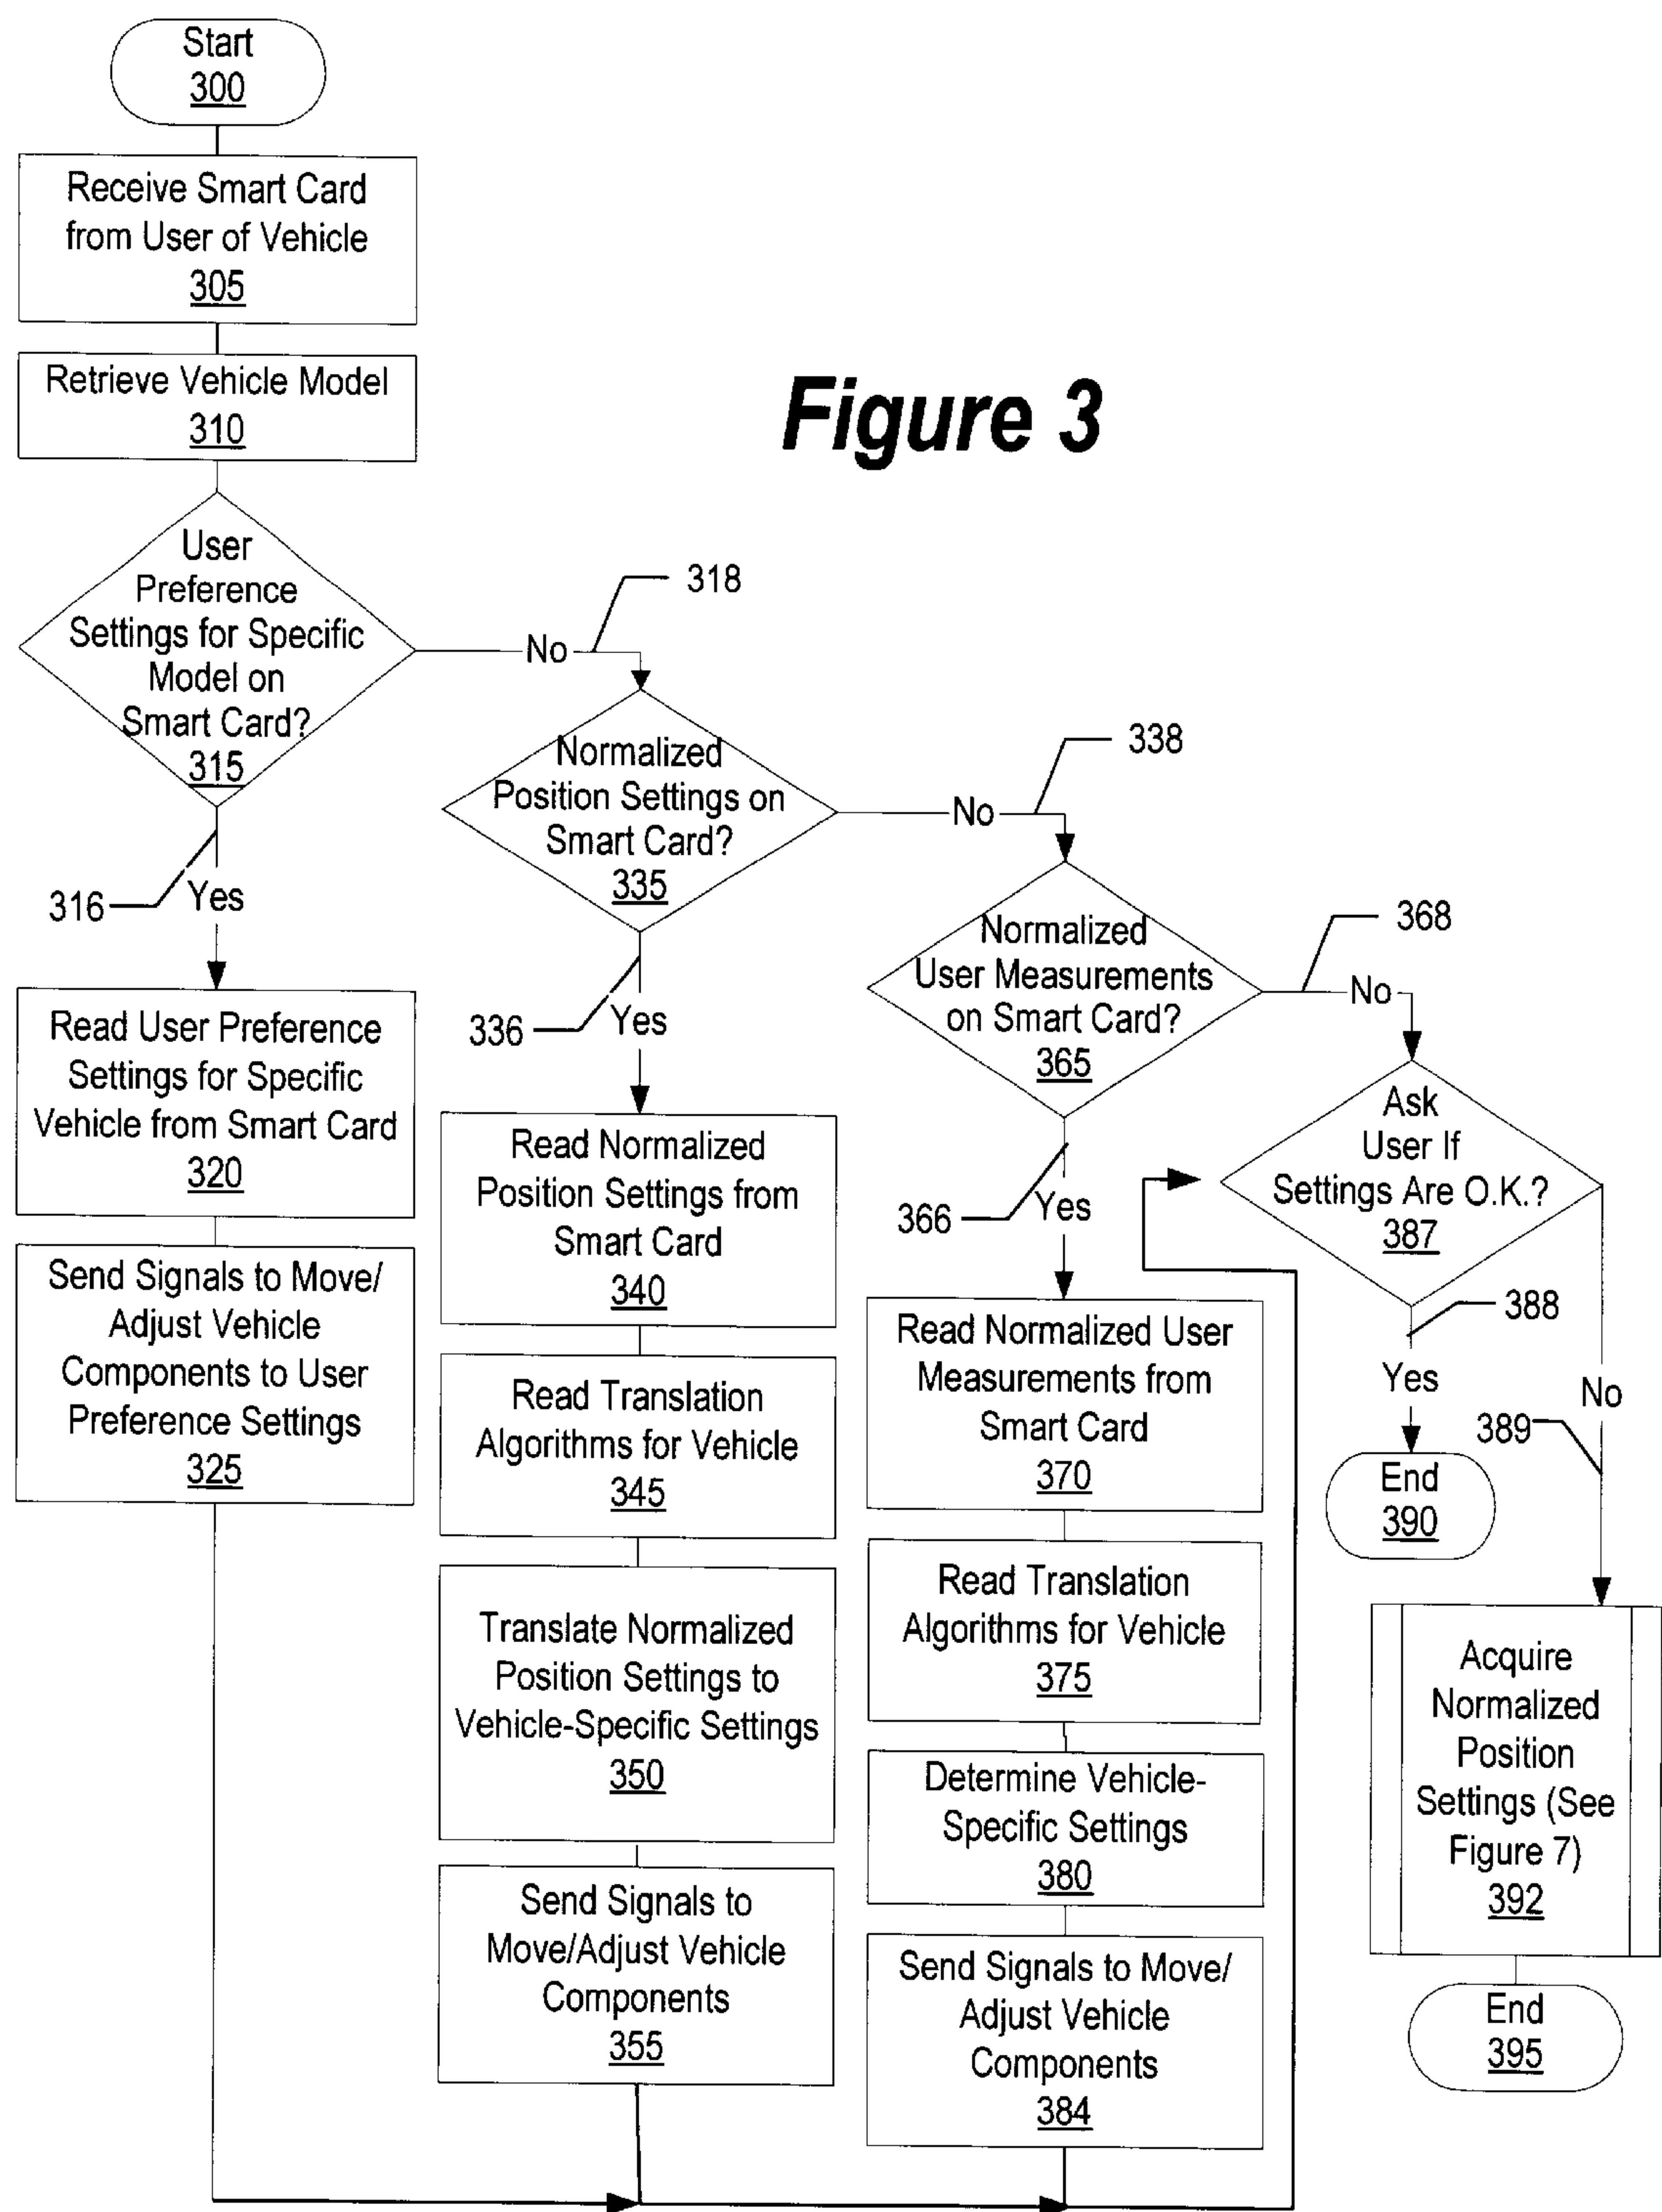 Start
300
Receive Smart Card
from User of Vehicle
305
Retrieve Vehicle Model
310
Figure 3
User
Preference
Settings for Specific
Model on
Smart Card?
315
No
318
316
Yes
Read User Preference
Settings for Specific
Vehicle from Smart Card
320
Send Signals to Move/
Adjust Vehicle
Components to User
Preference Settings
325
Normalized
Position Settings on
Smart Card?
335
No
338
336
Yes
Read Normalized
Position Settings from
Smart Card
340
Read Translation
Algorithms for Vehicle
345
Translate Normalized
Position Settings to
Vehicle-Specific Settings
350
Send Signals to
Move/Adjust Vehicle
Components
355
Normalized
User Measurements
on Smart Card?
365
No
368
366
Yes
Read Normalized User
Measurements from
Smart Card
370
Read Translation
Algorithms for Vehicle
375
Determine Vehicle-
Specific Settings
380
Send Signals to Move/
Adjust Vehicle
Components
384
Ask
User If
Settings Are O.K.?
387
388
Yes
End
390
No
389
Acquire
Normalized
Position
Settings (See
Figure 7)
392
End
395